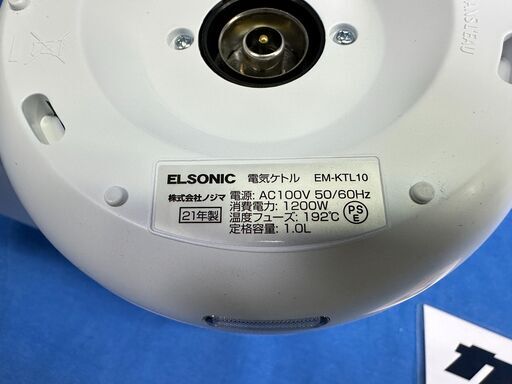 ELSONIC 電気ケトル EM-KTL10
株式会社ノジマ 電源: AC100V 50/60Hz
21年製 消費電力: 1200W
温度フューズ: 192℃
定格容量: 1.0L
PS
E